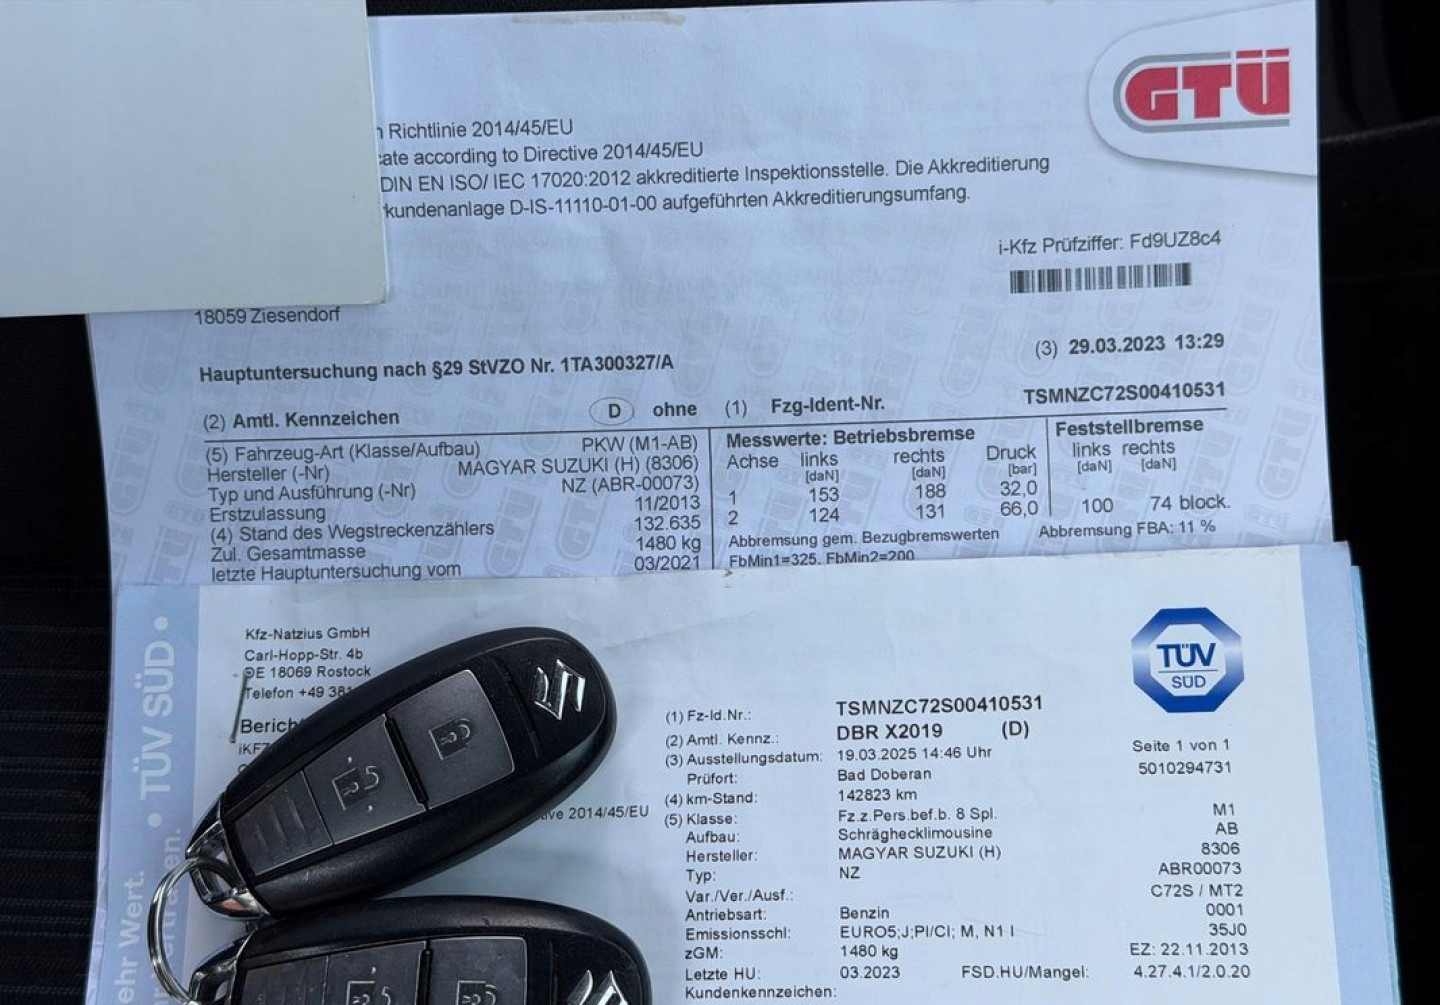 GTÜ
n Richtlinie 2014/45/EU
cate according to Directive 2014/45/EU
DIN EN ISO/ IEC 17020:2012 akkreditierte Inspektionsstelle. Die Akkreditierung
rkundenanlage D-IS-11110-01-00 aufgeführten Akkreditierungsumfang.
i-Kfz Prüfziffer: Fd9UZ8c4
18059 Ziesendorf
(3) 29.03.2023 13:29
Hauptuntersuchung nach §29 StVZO Nr. 1TA300327/A
(2) Amtl. Kennzeichen D ohne (1) Fzg-Ident-Nr. TSMNZC72S00410531
(5) Fahrzeug-Art (Klasse/Aufbau) PKW (M1-AB)
Hersteller (-Nr) MAGYAR SUZUKI (H) (8306)
Typ und Ausführung (-Nr) NZ (ABR-00073)
Erstzulassung 11/2013
(4) Stand des Wegstreckenzählers 132.635
Zul. Gesamtmasse 1480 kg
letzte Hauptuntersuchung vom 03/2021
Messwerte: Betriebsbremse Feststellbremse
Achse links rechts Druck links rechts
[daN] [daN] [bar] [daN] [daN]
1 153 188 32,0
2 124 131 66,0 100 74 block.
Abbremsung gem. Bezugbremswerten Abbremsung FBA: 11 %
FbMin1=325, FbMin2=200
TÜV SÜD
ehr Wert.
en.
Kfz-Natzius GmbH
Carl-Hopp-Str. 4b
DE 18069 Rostock
Telefon +49 381
Bericht
iKFZ
ive 2014/45/EU
TÜV
SÜD
Seite 1 von 1
5010294731
(1) Fz-Id.Nr.: TSMNZC72S00410531
(2) Amtl. Kennz.: DBR X2019 (D)
(3) Ausstellungsdatum: 19.03.2025 14:46 Uhr
Prüfort: Bad Doberan
(4) km-Stand: 142823 km
(5) Klasse: Fz.z.Pers.bef.b. 8 Spl. M1
Aufbau: Schräghecklimousine AB
Hersteller: MAGYAR SUZUKI (H) 8306
Typ: NZ ABR00073
Var./Ver./Ausf.: C72S / MT2
Antriebsart: Benzin 0001
Emissionsschl: EURO5;J;PI/CI; M, N1 I 35J0
zGM: 1480 kg EZ: 22.11.2013
Letzte HU: 03.2023 FSD.HU/Mangel: 4.27.4.1/2.0.20
Kundenkennzeichen: